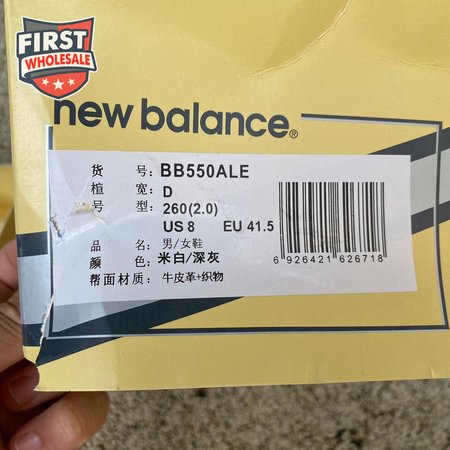 FIRST
WHOLESALE
new balance®
货 号: BB550ALE
楦 宽: D
号 型: 260(2.0)
US 8 EU 41.5
品 名: 男/女鞋
颜 色: 米白/深灰
帮面材质: 牛皮革+织物
6 926421 626718